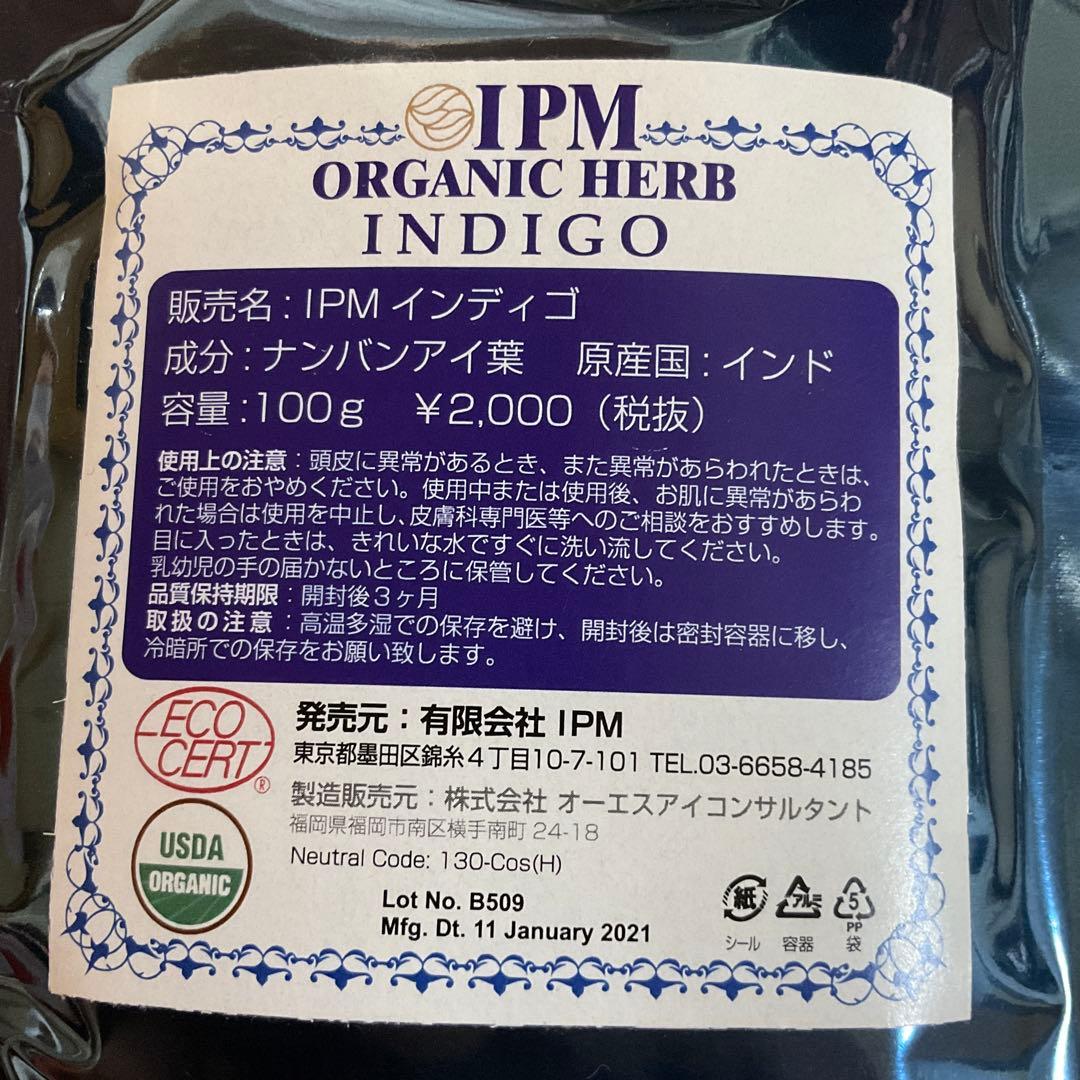 IPM
ORGANIC HERB
INDIGO
販売名：IPM インディゴ
成分：ナンバンアイ葉　原産国：インド
容量：100g　￥2,000（税抜）
使用上の注意：頭皮に異常があるとき、また異常があらわれたときは、
ご使用をおやめください。使用中または使用後、お肌に異常があらわ
れた場合は使用を中止し、皮膚科専門医等へのご相談をおすすめします。
目に入ったときは、きれいな水ですぐに洗い流してください。
乳幼児の手の届かないところに保管してください。
品質保持期限：開封後3ヶ月
取扱の注意：高温多湿での保存を避け、開封後は密封容器に移し、
冷暗所での保存をお願い致します。
ECO
CERT
®
発売元：有限会社 IPM
東京都墨田区錦糸4丁目10-7-101 TEL.03-6658-4185
製造販売元：株式会社 オーエスアイコンサルタント
福岡県福岡市南区横手南町 24-18
Neutral Code: 130-Cos(H)
USDA
ORGANIC
Lot No. B509
Mfg. Dt. 11 January 2021
紙 アルミ 5
PP
シール 容器 袋